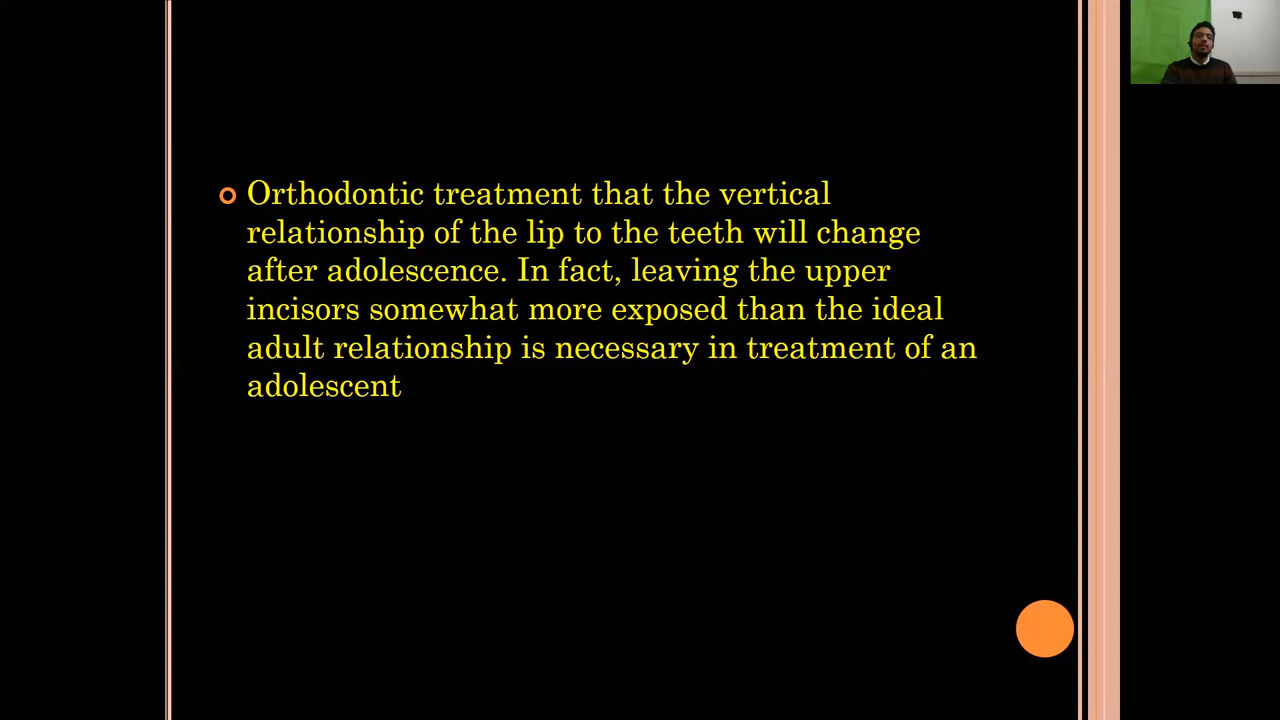 Orthodontic treatment that the vertical
relationship of the lip to the teeth will change
after adolescence. In fact, leaving the upper
incisors somewhat more exposed than the ideal
adult relationship is necessary in treatment of an
adolescent